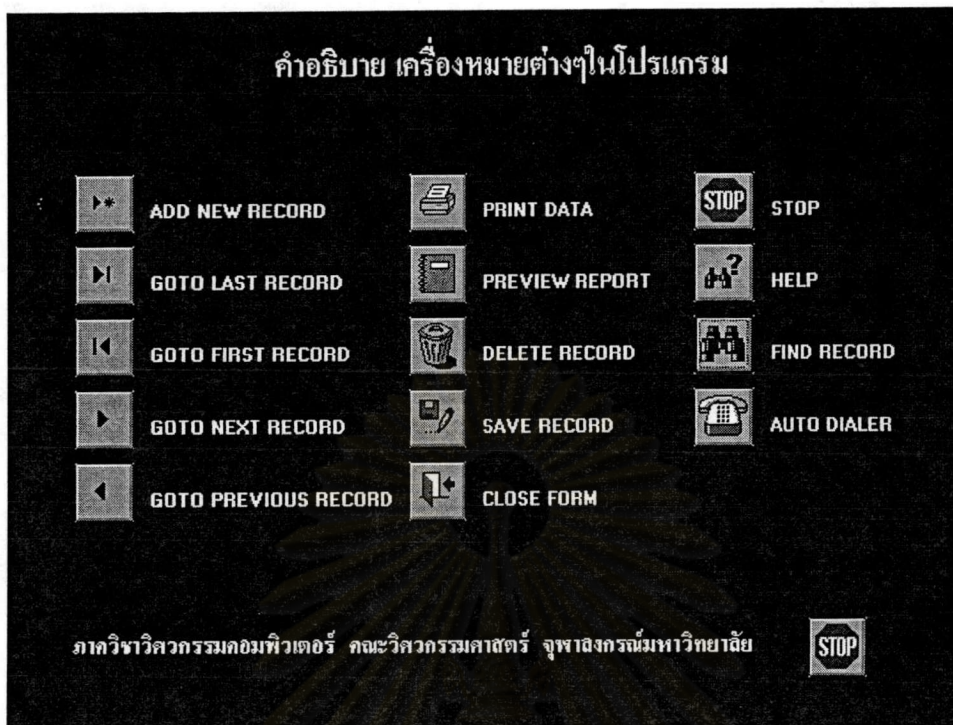 คำอธิบาย เครื่องหมายต่างๆในโปรแกรม
ADD NEW RECORD
GOTO LAST RECORD
GOTO FIRST RECORD
GOTO NEXT RECORD
GOTO PREVIOUS RECORD
PRINT DATA
PREVIEW REPORT
DELETE RECORD
SAVE RECORD
CLOSE FORM
STOP STOP
? HELP
FIND RECORD
AUTO DIALER
ภาควิชาวิศวกรรมคอมพิวเตอร์ คณะวิศวกรรมศาสตร์ จุฬาลงกรณ์มหาวิทยาลัย STOP